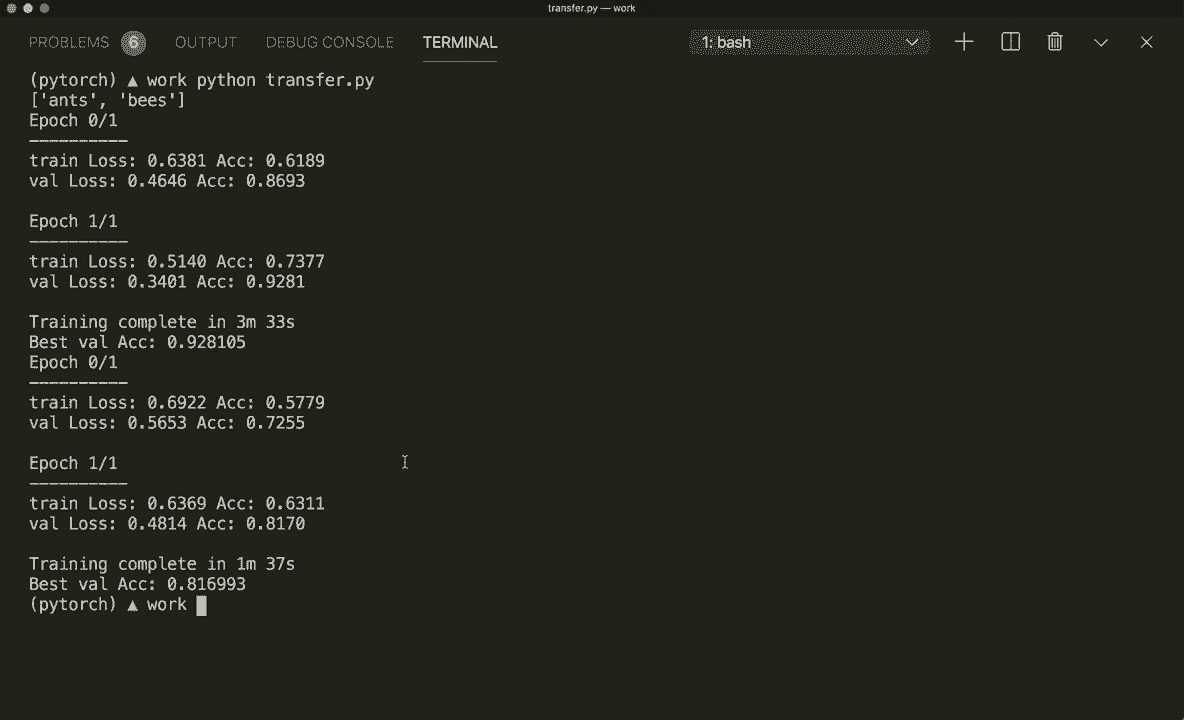 transfer.py — work
PROBLEMS 6 OUTPUT DEBUG CONSOLE TERMINAL 1: bash
(pytorch) ▲ work python transfer.py
['ants', 'bees']
Epoch 0/1
----------
train Loss: 0.6381 Acc: 0.6189
val Loss: 0.4646 Acc: 0.8693
Epoch 1/1
----------
train Loss: 0.5140 Acc: 0.7377
val Loss: 0.3401 Acc: 0.9281
Training complete in 3m 33s
Best val Acc: 0.928105
Epoch 0/1
----------
train Loss: 0.6922 Acc: 0.5779
val Loss: 0.5653 Acc: 0.7255
Epoch 1/1
----------
train Loss: 0.6369 Acc: 0.6311
val Loss: 0.4814 Acc: 0.8170
Training complete in 1m 37s
Best val Acc: 0.816993
(pytorch) ▲ work